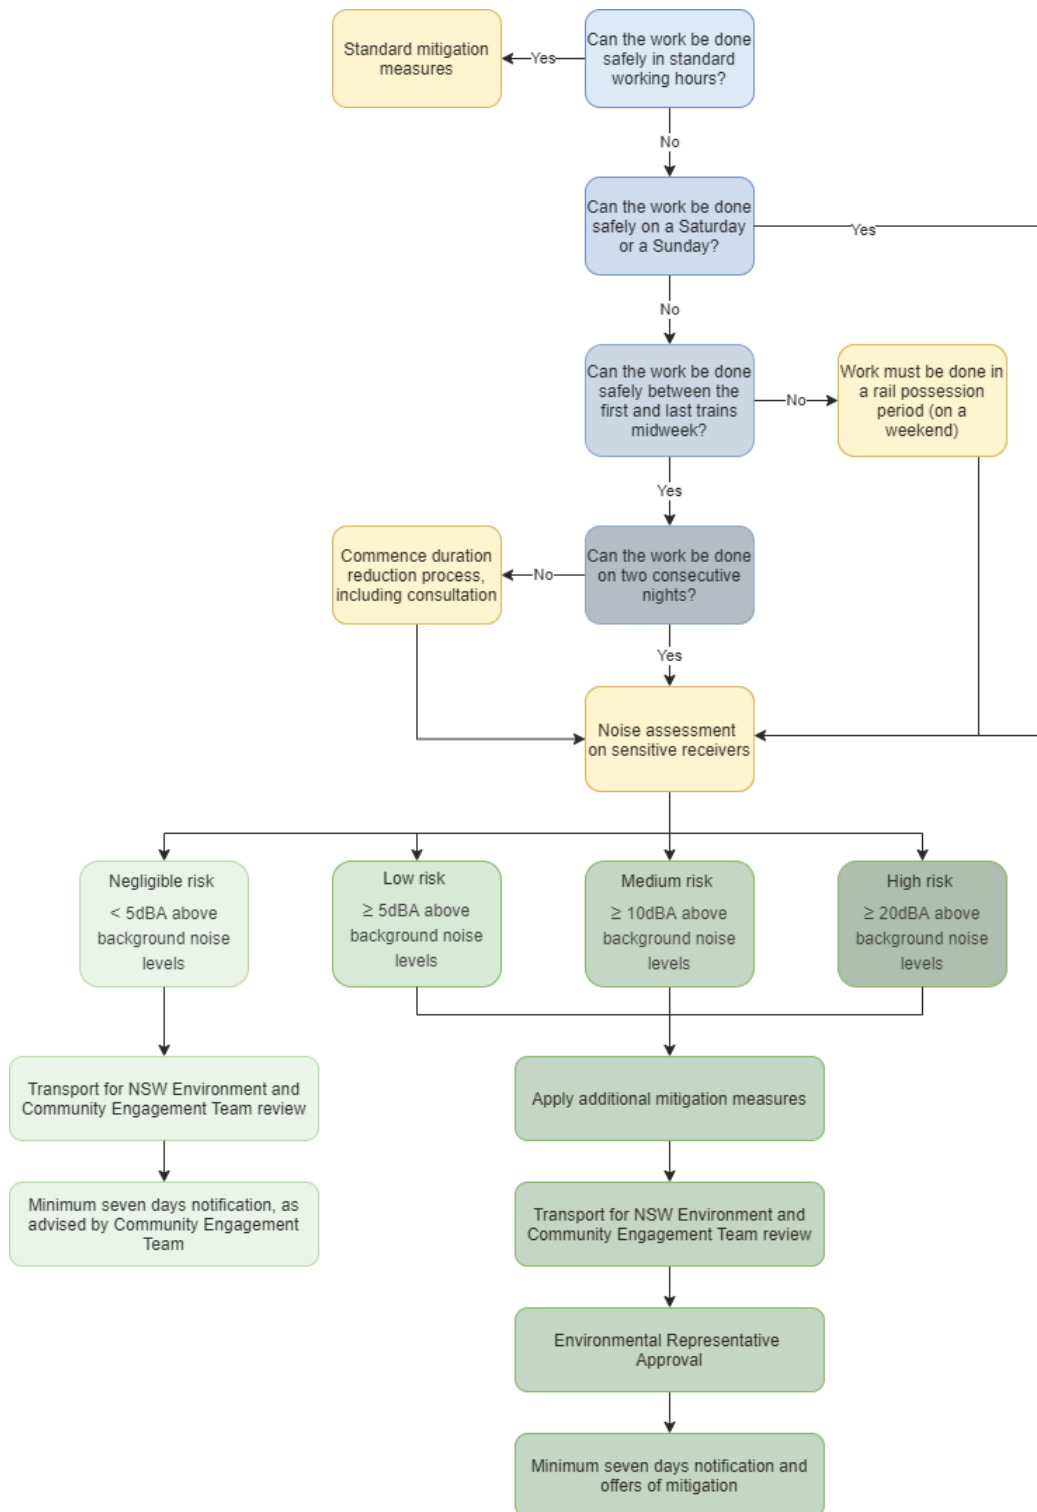 Standard mitigation
measures
Yes
Can the work be done
safely in standard
working hours?
No
Can the work be done
safely on a Saturday
or a Sunday?
Yes
No
Can the work be done
safely between the
first and last trains
midweek?
No
Work must be done in
a rail possession
period (on a
weekend)
Yes
Commence duration
reduction process,
including consultation
No
Can the work be done
on two consecutive
nights?
Yes
Noise assessment
on sensitive receivers
Negligible risk
< 5dBA above
background noise
levels
Low risk
≥ 5dBA above
background noise
levels
Medium risk
≥ 10dBA above
background noise
levels
High risk
≥ 20dBA above
background noise
levels
Transport for NSW Environment and
Community Engagement Team review
Minimum seven days notification, as
advised by Community Engagement
Team
Apply additional mitigation measures
Transport for NSW Environment and
Community Engagement Team review
Environmental Representative
Approval
Minimum seven days notification and
offers of mitigation